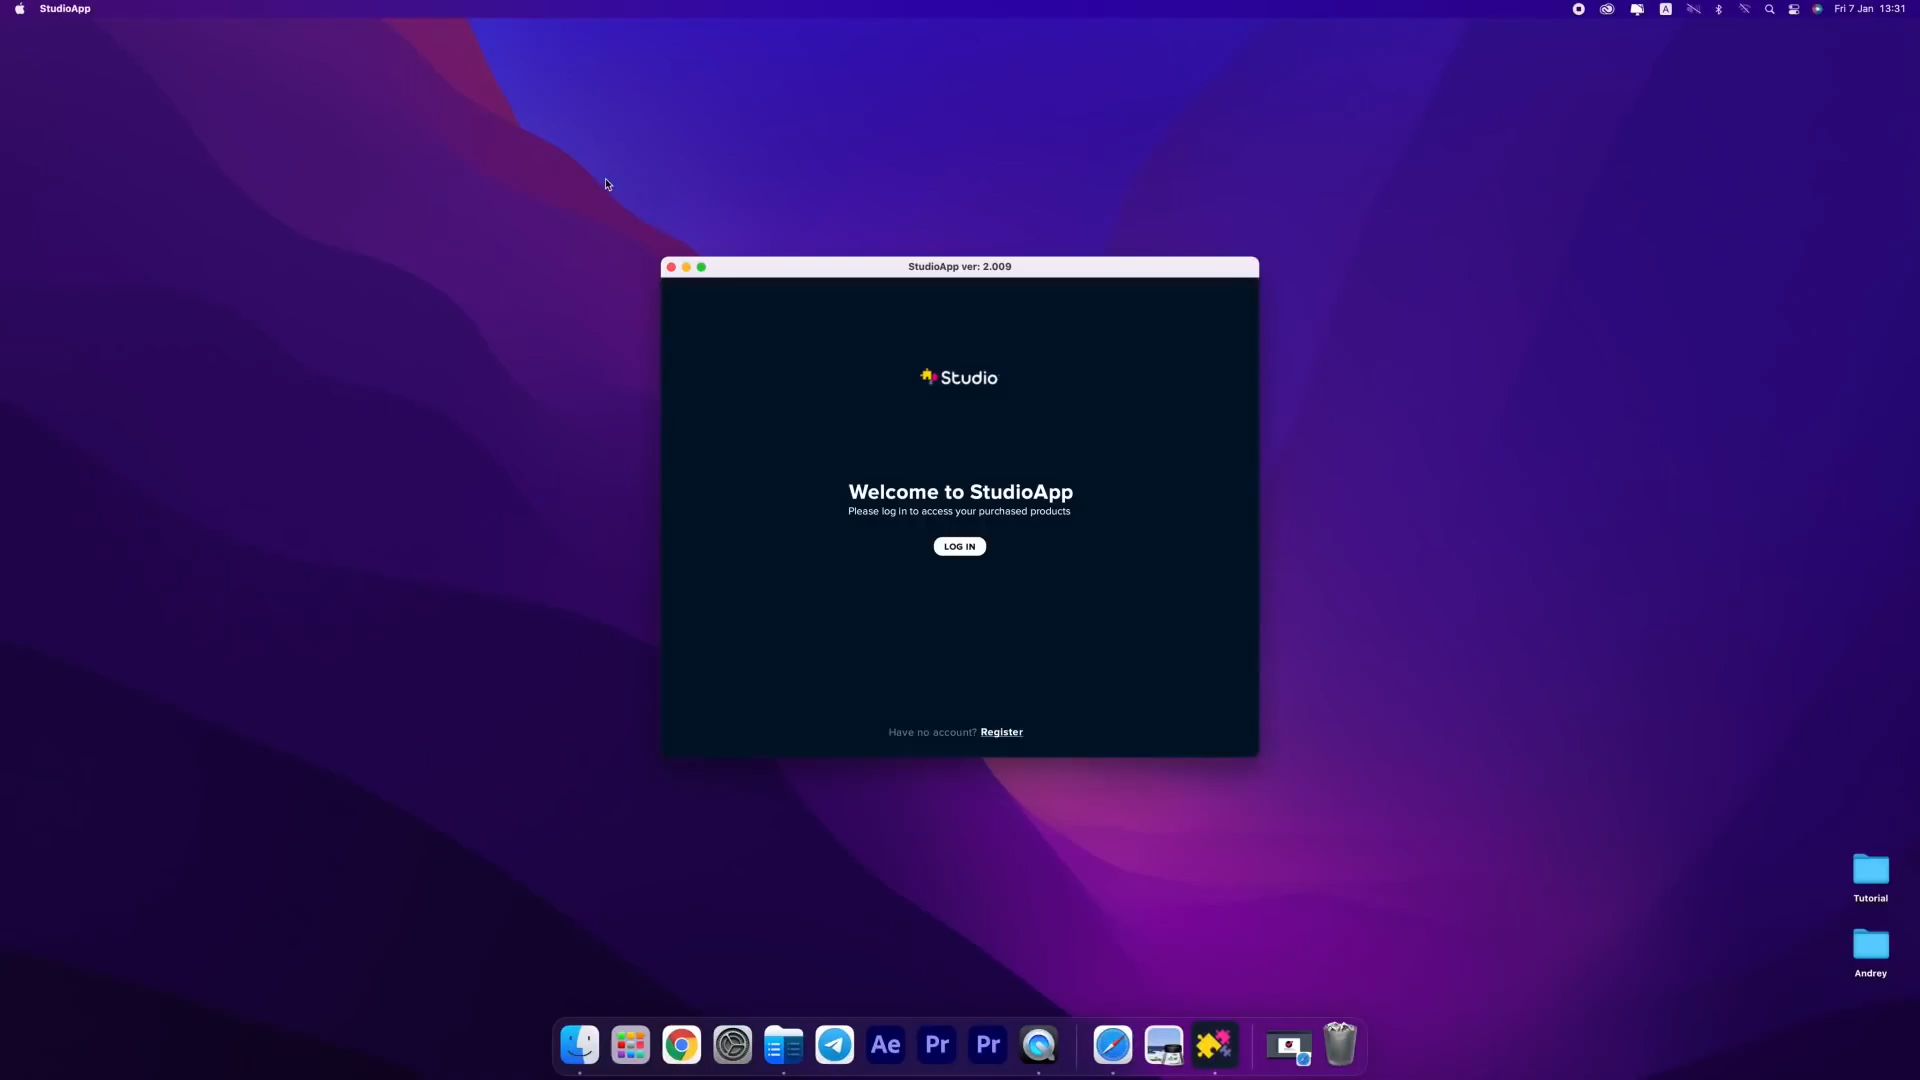 StudioApp
A
Fri 7 Jan 13:31
StudioApp ver: 2.009
Studio
Welcome to StudioApp
Please log in to access your purchased products
LOG IN
Have no account? Register
Tutorial
Andrey
Ae
Pr
Pr